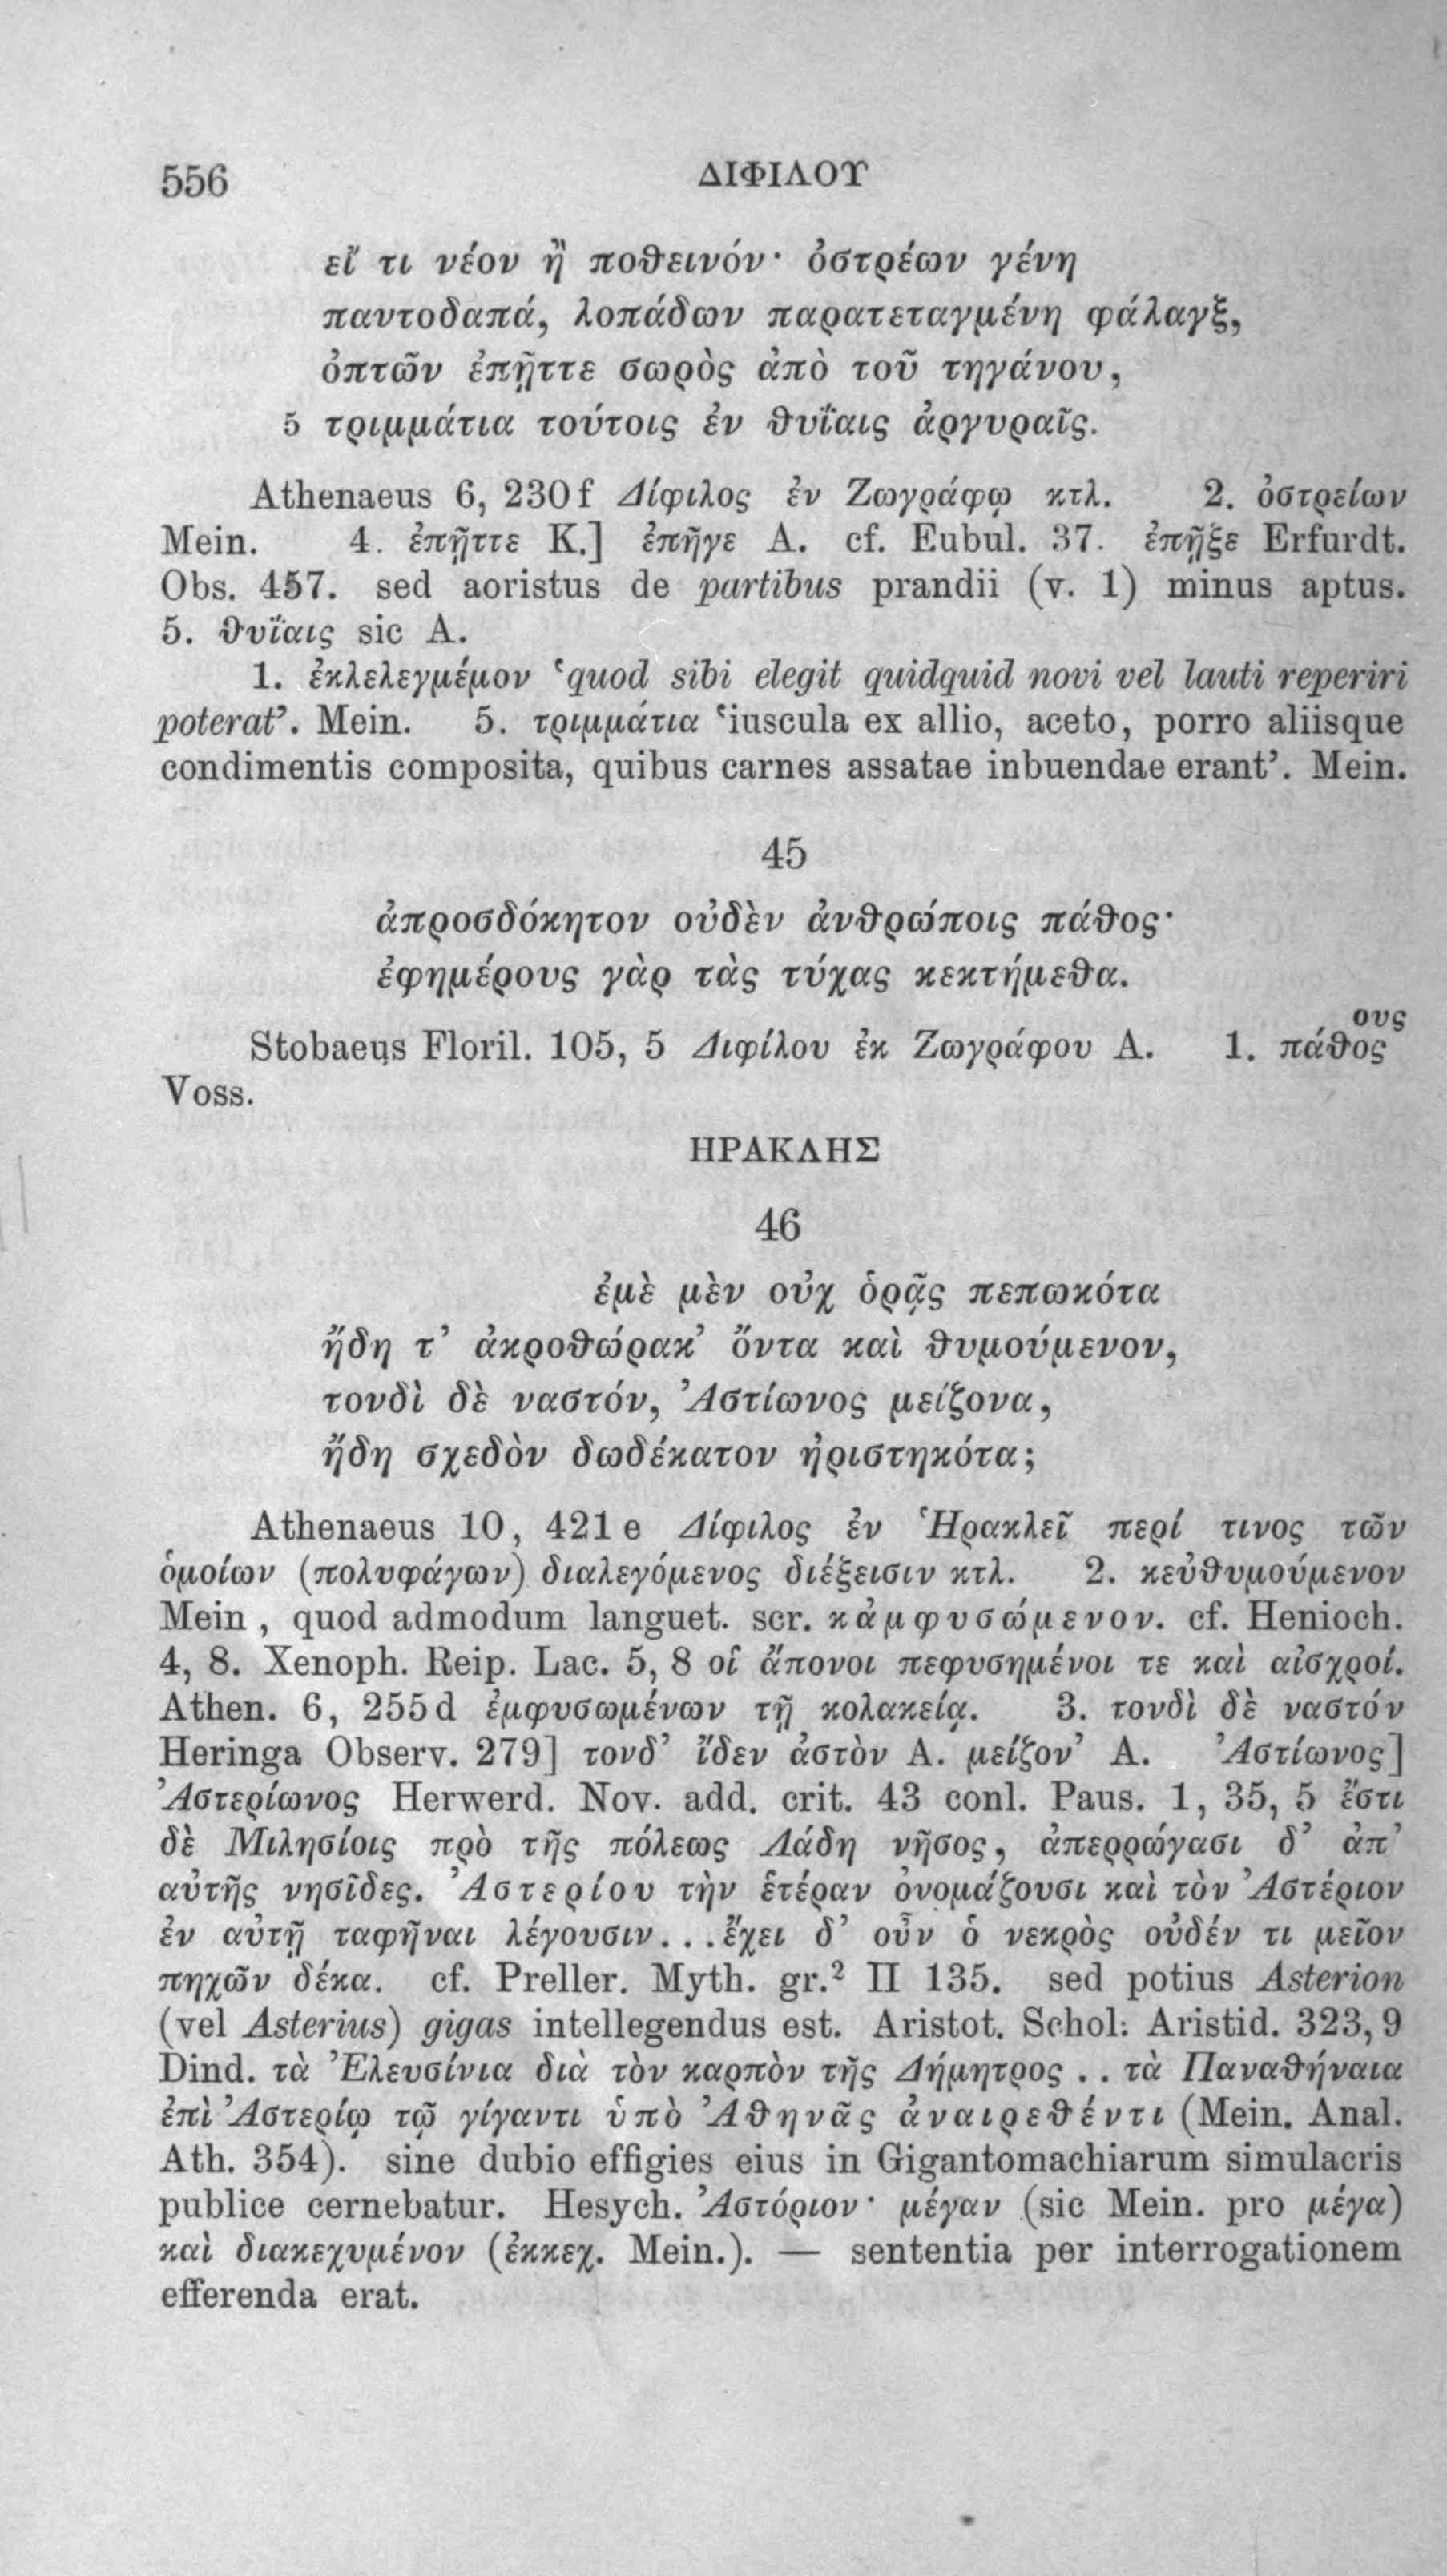 556 ΔΙΦΙΛΟΥ
εἴ τι νέον ἢ ποθεινόν· ὀστρέων γένη
παντοδαπά, λοπάδων παρατεταγμένη φάλαγξ,
ὀπτῶν ἐπῇττε σωρὸς ἀπὸ τοῦ τηγάνου,
5 τριμμάτια τούτοις ἐν θυΐαις ἀργυραῖς.
Athenaeus 6, 230 f Δίφιλος ἐν Ζωγράφῳ κτλ. 2. ὀστρείων
Mein. 4. ἐπῇττε K.] ἐπῆγε A. cf. Eubul. 37. ἐπῇξε Erfurdt.
Obs. 457. sed aoristus de partibus prandii (v. 1) minus aptus.
5. θυΐαις sic A.
1. ἐκλελεγμέμον ‘quod sibi elegit quidquid novi vel lauti reperiri
poterat’. Mein. 5. τριμμάτια ‘iuscula ex allio, aceto, porro aliisque
condimentis composita, quibus carnes assatae inbuendae erant’. Mein.
45
ἀπροσδόκητον οὐδὲν ἀνθρώποις πάθος·
ἐφημέρους γὰρ τὰς τύχας κεκτήμεθα.
ους
Stobaeus Floril. 105, 5 Διφίλου ἐκ Ζωγράφου A. 1. πάθος
Voss.
ΗΡΑΚΛΗΣ
46
ἐμὲ μὲν οὐχ ὁρᾷς πεπωκότα
ἤδη τ’ ἀκροθώρακ’ ὄντα καὶ θυμούμενον,
τονδὶ δὲ ναστόν, Ἀστίωνος μείζονα,
ἤδη σχεδὸν δωδέκατον ἠριστηκότα;
Athenaeus 10, 421 e Δίφιλος ἐν Ἡρακλεῖ περί τινος τῶν
ὁμοίων (πολυφάγων) διαλεγόμενος διέξεισιν κτλ. 2. κεὐθυμούμενον
Mein , quod admodum languet. scr. κἀμφυσώμενον. cf. Henioch.
4, 8. Xenoph. Reip. Lac. 5, 8 οἱ ἄπονοι πεφυσημένοι τε καὶ αἰσχροί.
Athen. 6, 255 d ἐμφυσωμένων τῇ κολακείᾳ. 3. τονδὶ δὲ ναστόν
Heringa Observ. 279] τονδ’ ἴδεν ἀστὸν A. μείζον’ A. Ἀστίωνος]
Ἀστερίωνος Herwerd. Nov. add. crit. 43 conl. Paus. 1, 35, 5 ἔστι
δὲ Μιλησίοις πρὸ τῆς πόλεως Λάδη νῆσος, ἀπερρώγασι δ’ ἀπ’
αὐτῆς νησῖδες. Ἀστερίου τὴν ἑτέραν ὀνομάζουσι καὶ τὸν Ἀστέριον
ἐν αὐτῇ ταφῆναι λέγουσιν...ἔχει δ’ οὖν ὁ νεκρὸς οὐδέν τι μεῖον
πηχῶν δέκα. cf. Preller. Myth. gr.² II 135. sed potius Asterion
(vel Asterius) gigas intellegendus est. Aristot. Schol. Aristid. 323, 9
Dind. τὰ Ἐλευσίνια διὰ τὸν καρπὸν τῆς Δήμητρος . . τὰ Παναθήναια
ἐπὶ Ἀστερίῳ τῷ γίγαντι ὑπὸ Ἀθηνᾶς ἀναιρεθέντι (Mein. Anal.
Ath. 354). sine dubio effigies eius in Gigantomachiarum simulacris
publice cernebatur. Hesych. Ἀστόριον· μέγαν (sic Mein. pro μέγα)
καὶ διακεχυμένον (ἐκκεχ. Mein.). — sententia per interrogationem
efferenda erat.